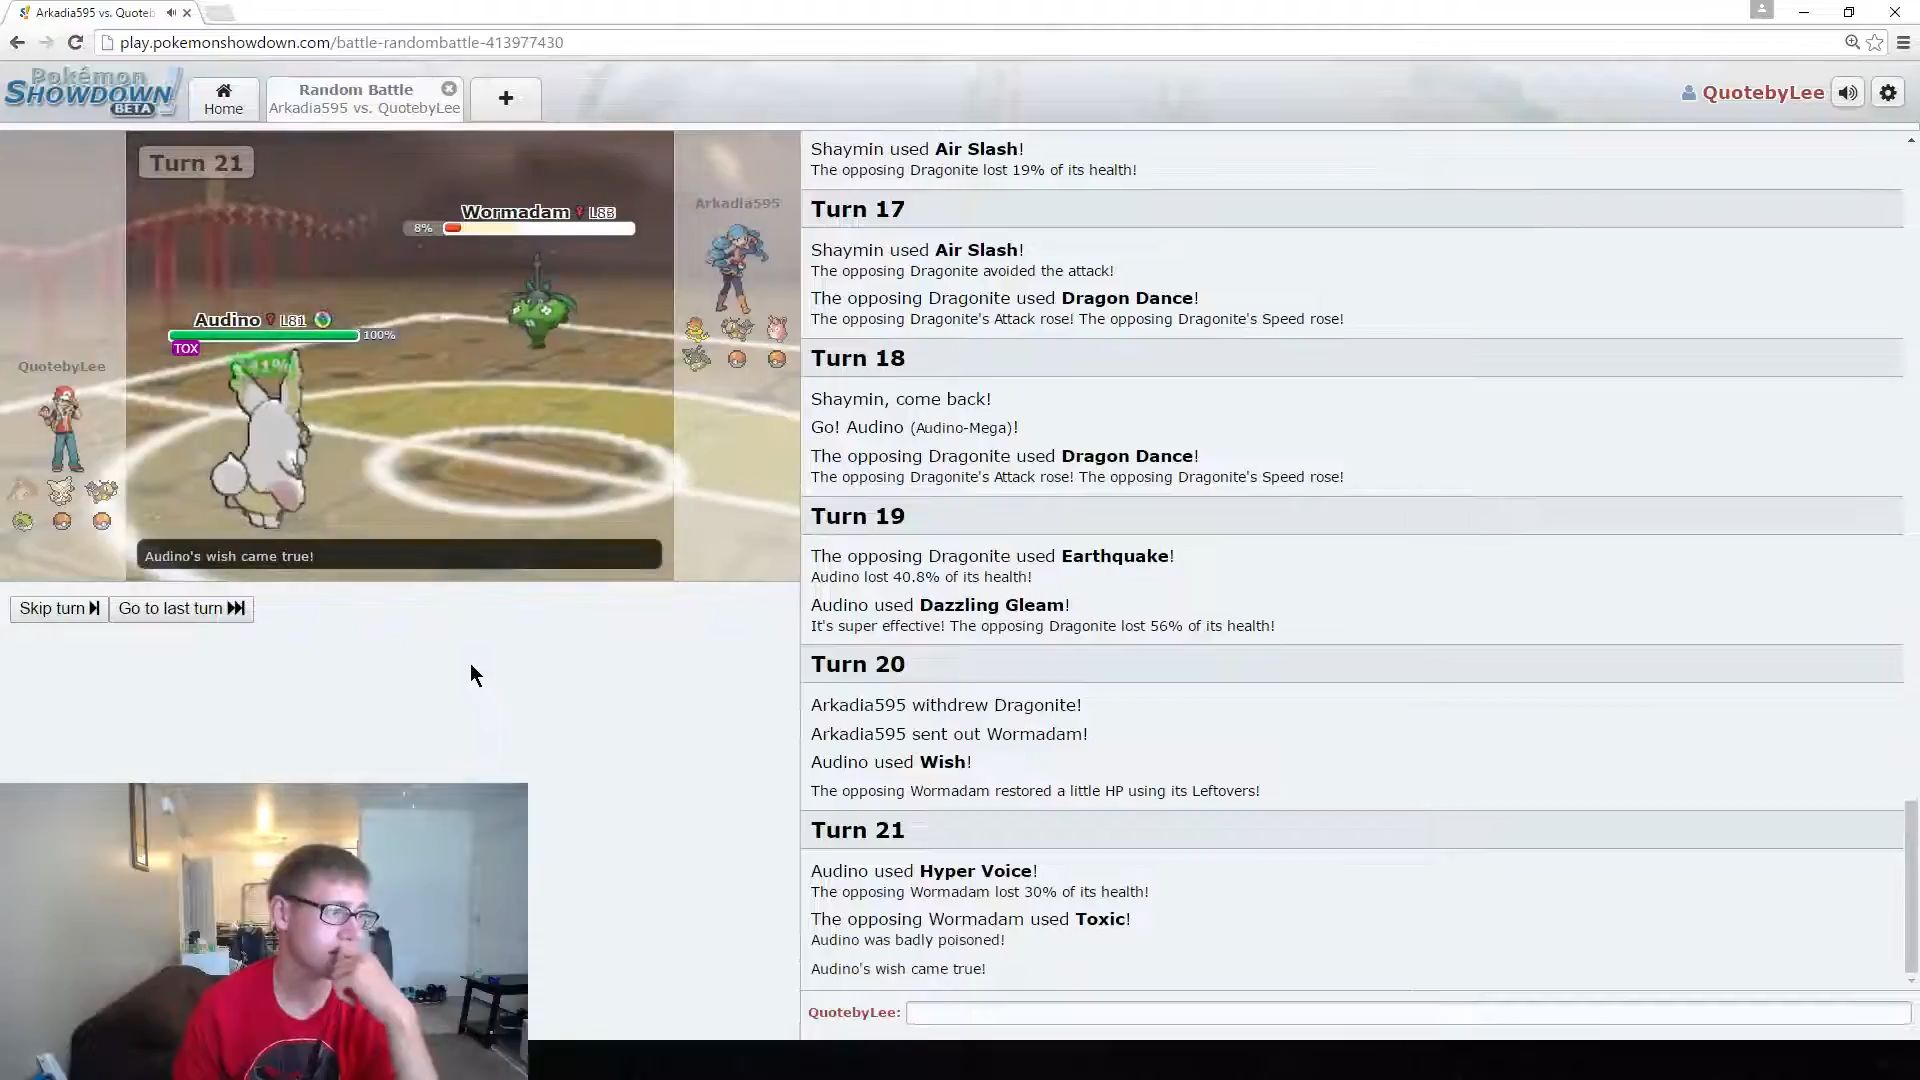 Arkadia595 vs. Quoteb
play.pokemonshowdown.com/battle-randombattle-413977430
Pokémon
SHOWDOWN
BETA
Home
Random Battle
Arkadia595 vs. QuotebyLee
QuotebyLee
Turn 21
Wormadam L83
8%
Arkadia595
Audino L81
100%
TOX
QuotebyLee
Audino's wish came true!
Skip turn
Go to last turn
Shaymin used Air Slash!
The opposing Dragonite lost 19% of its health!
Turn 17
Shaymin used Air Slash!
The opposing Dragonite avoided the attack!
The opposing Dragonite used Dragon Dance!
The opposing Dragonite's Attack rose! The opposing Dragonite's Speed rose!
Turn 18
Shaymin, come back!
Go! Audino (Audino-Mega)!
The opposing Dragonite used Dragon Dance!
The opposing Dragonite's Attack rose! The opposing Dragonite's Speed rose!
Turn 19
The opposing Dragonite used Earthquake!
Audino lost 40.8% of its health!
Audino used Dazzling Gleam!
It's super effective! The opposing Dragonite lost 56% of its health!
Turn 20
Arkadia595 withdrew Dragonite!
Arkadia595 sent out Wormadam!
Audino used Wish!
The opposing Wormadam restored a little HP using its Leftovers!
Turn 21
Audino used Hyper Voice!
The opposing Wormadam lost 30% of its health!
The opposing Wormadam used Toxic!
Audino was badly poisoned!
Audino's wish came true!
QuotebyLee: